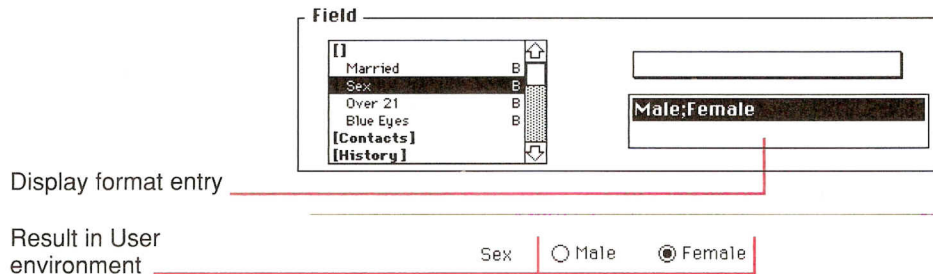 Field
[]
Married B
Sex B
Over 21 B
Blue Eyes B
[Contacts]
[History]
Male;Female
Display format entry
Result in User
environment
Sex Male Female